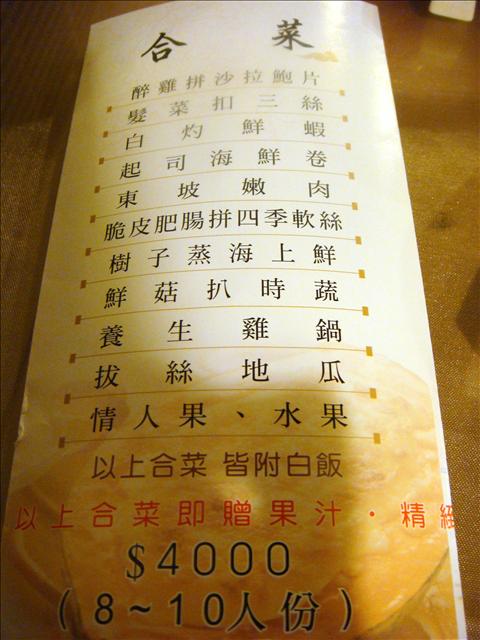 合菜
醉雞拼沙拉鮑片
髮菜扣三絲
白灼鮮蝦
起司海鮮卷
東坡嫩肉
脆皮肥腸拼四季軟絲
樹子蒸海上鮮
鮮菇扒時蔬
養生雞鍋
拔絲地瓜
情人果、水果
以上合菜 皆附白飯
以上合菜即贈果汁·精
$4000
(8~10人份)